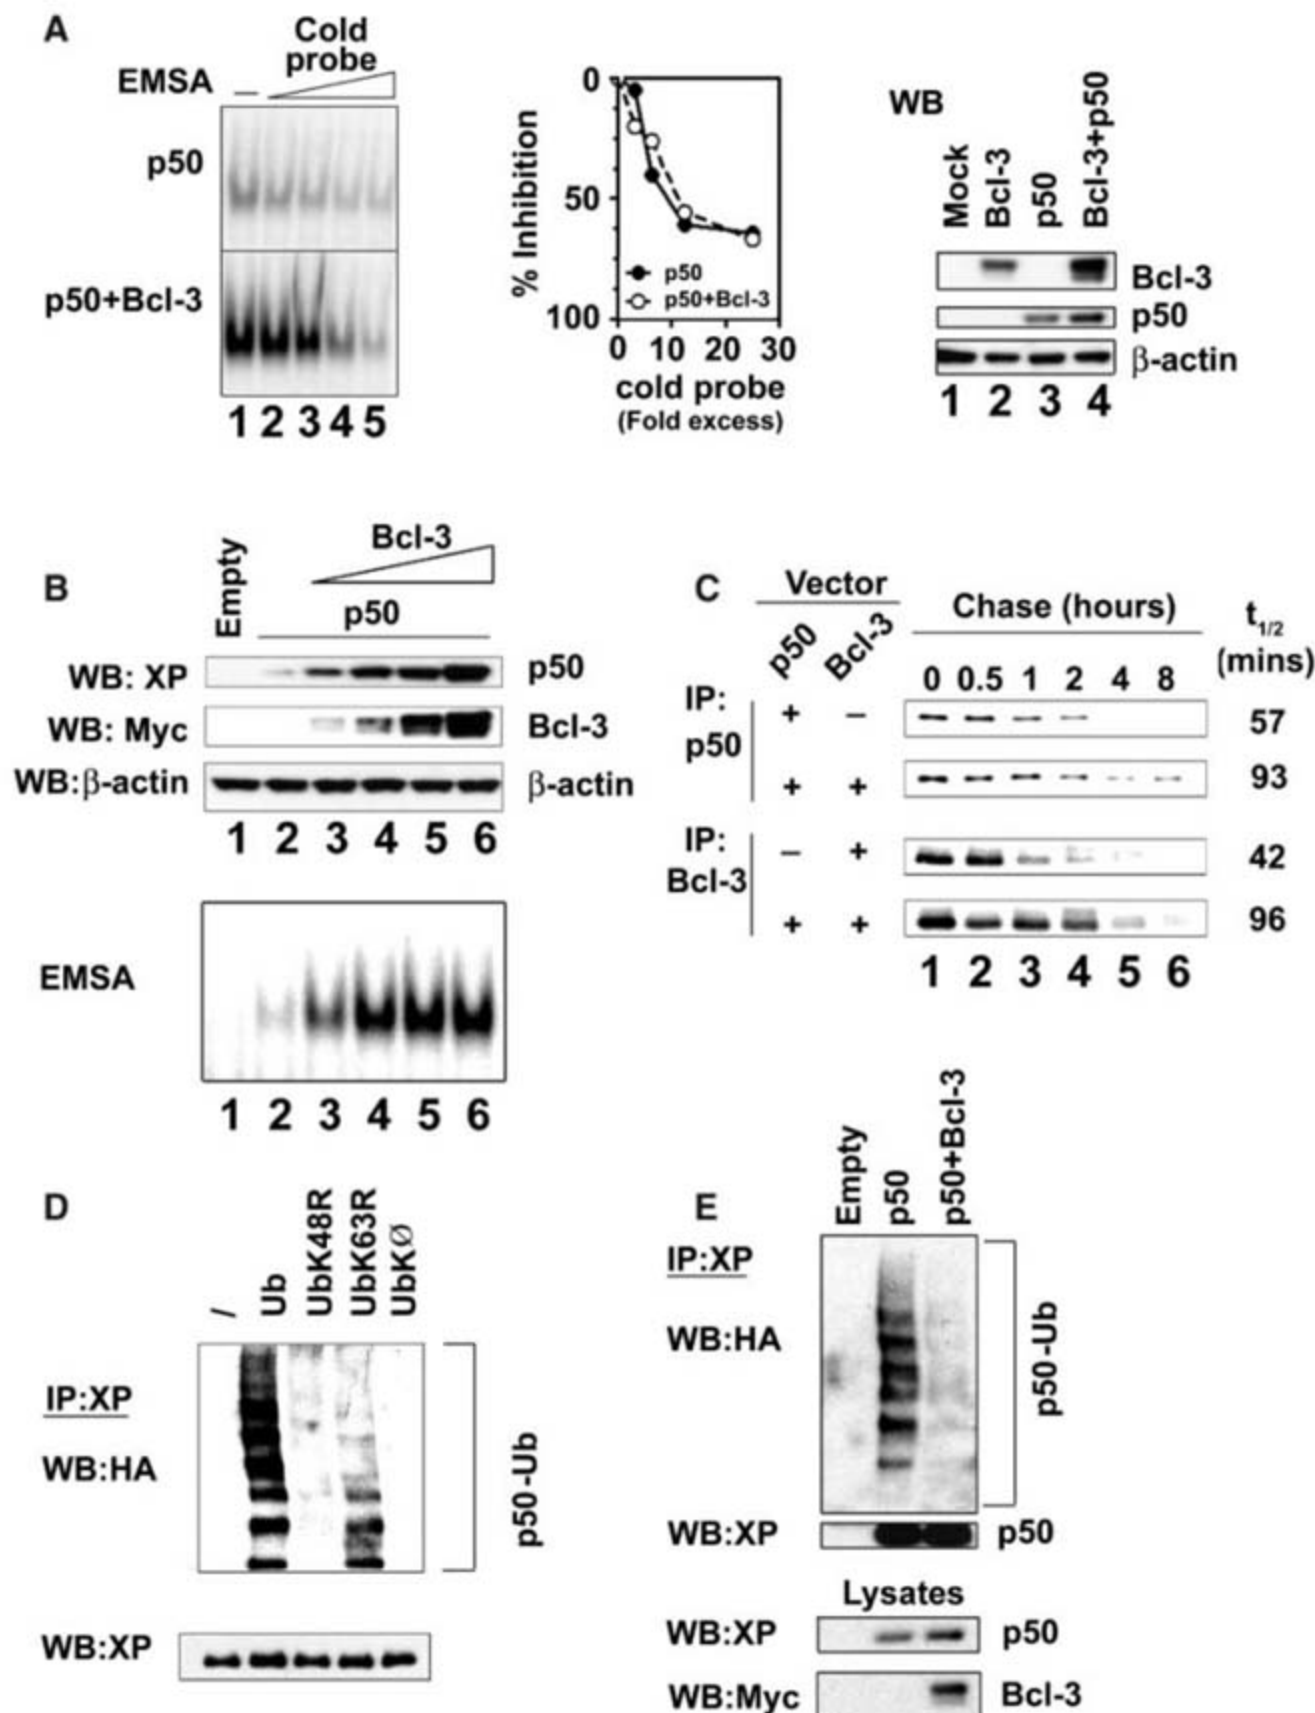 A
Cold
probe
EMSA –
p50
p50+Bcl-3
1 2 3 4 5
0
50
100
% Inhibition
p50
p50+Bcl-3
0 10 20 30
cold probe
(Fold excess)
WB
Mock
Bcl-3
p50
Bcl-3+p50
Bcl-3
p50
β-actin
1 2 3 4
B
Empty
Bcl-3
p50
WB: XP
p50
WB: Myc
Bcl-3
WB:β-actin
β-actin
1 2 3 4 5 6
EMSA
1 2 3 4 5 6
C
Vector
p50
Bcl-3
Chase (hours)
t1/2
(mins)
0 0.5 1 2 4 8
IP:
p50
+ – 57
+ + 93
IP:
Bcl-3
– + 42
+ + 96
1 2 3 4 5 6
D
/
Ub
UbK48R
UbK63R
UbKØ
IP:XP
WB:HA
p50-Ub
WB:XP
E
Empty
p50
p50+Bcl-3
IP:XP
WB:HA
p50-Ub
WB:XP
p50
Lysates
WB:XP
p50
WB:Myc
Bcl-3